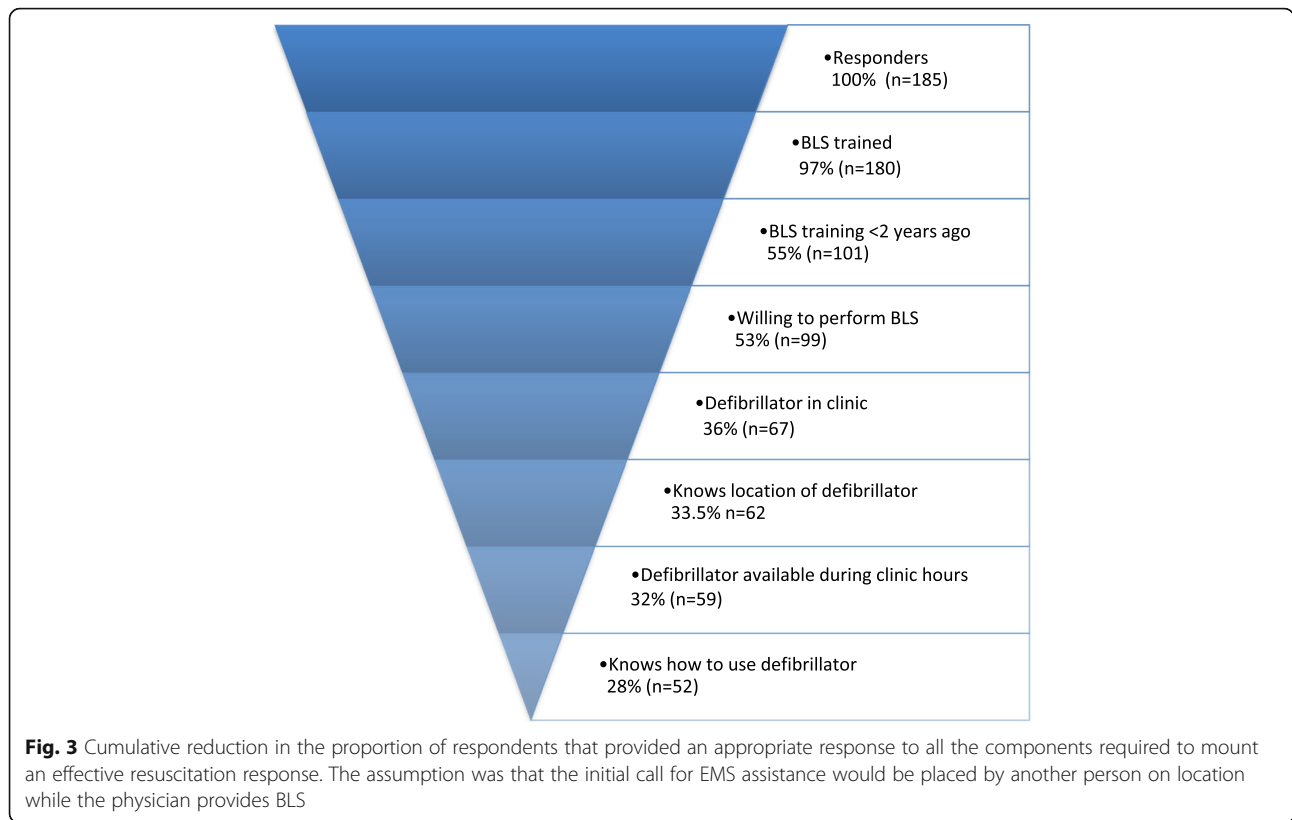 •Responders
100% (n=185)
•BLS trained
97% (n=180)
•BLS training <2 years ago
55% (n=101)
•Willing to perform BLS
53% (n=99)
•Defibrillator in clinic
36% (n=67)
•Knows location of defibrillator
33.5% n=62
•Defibrillator available during clinic hours
32% (n=59)
•Knows how to use defibrillator
28% (n=52)
Fig. 3 Cumulative reduction in the proportion of respondents that provided an appropriate response to all the components required to mount
an effective resuscitation response. The assumption was that the initial call for EMS assistance would be placed by another person on location
while the physician provides BLS